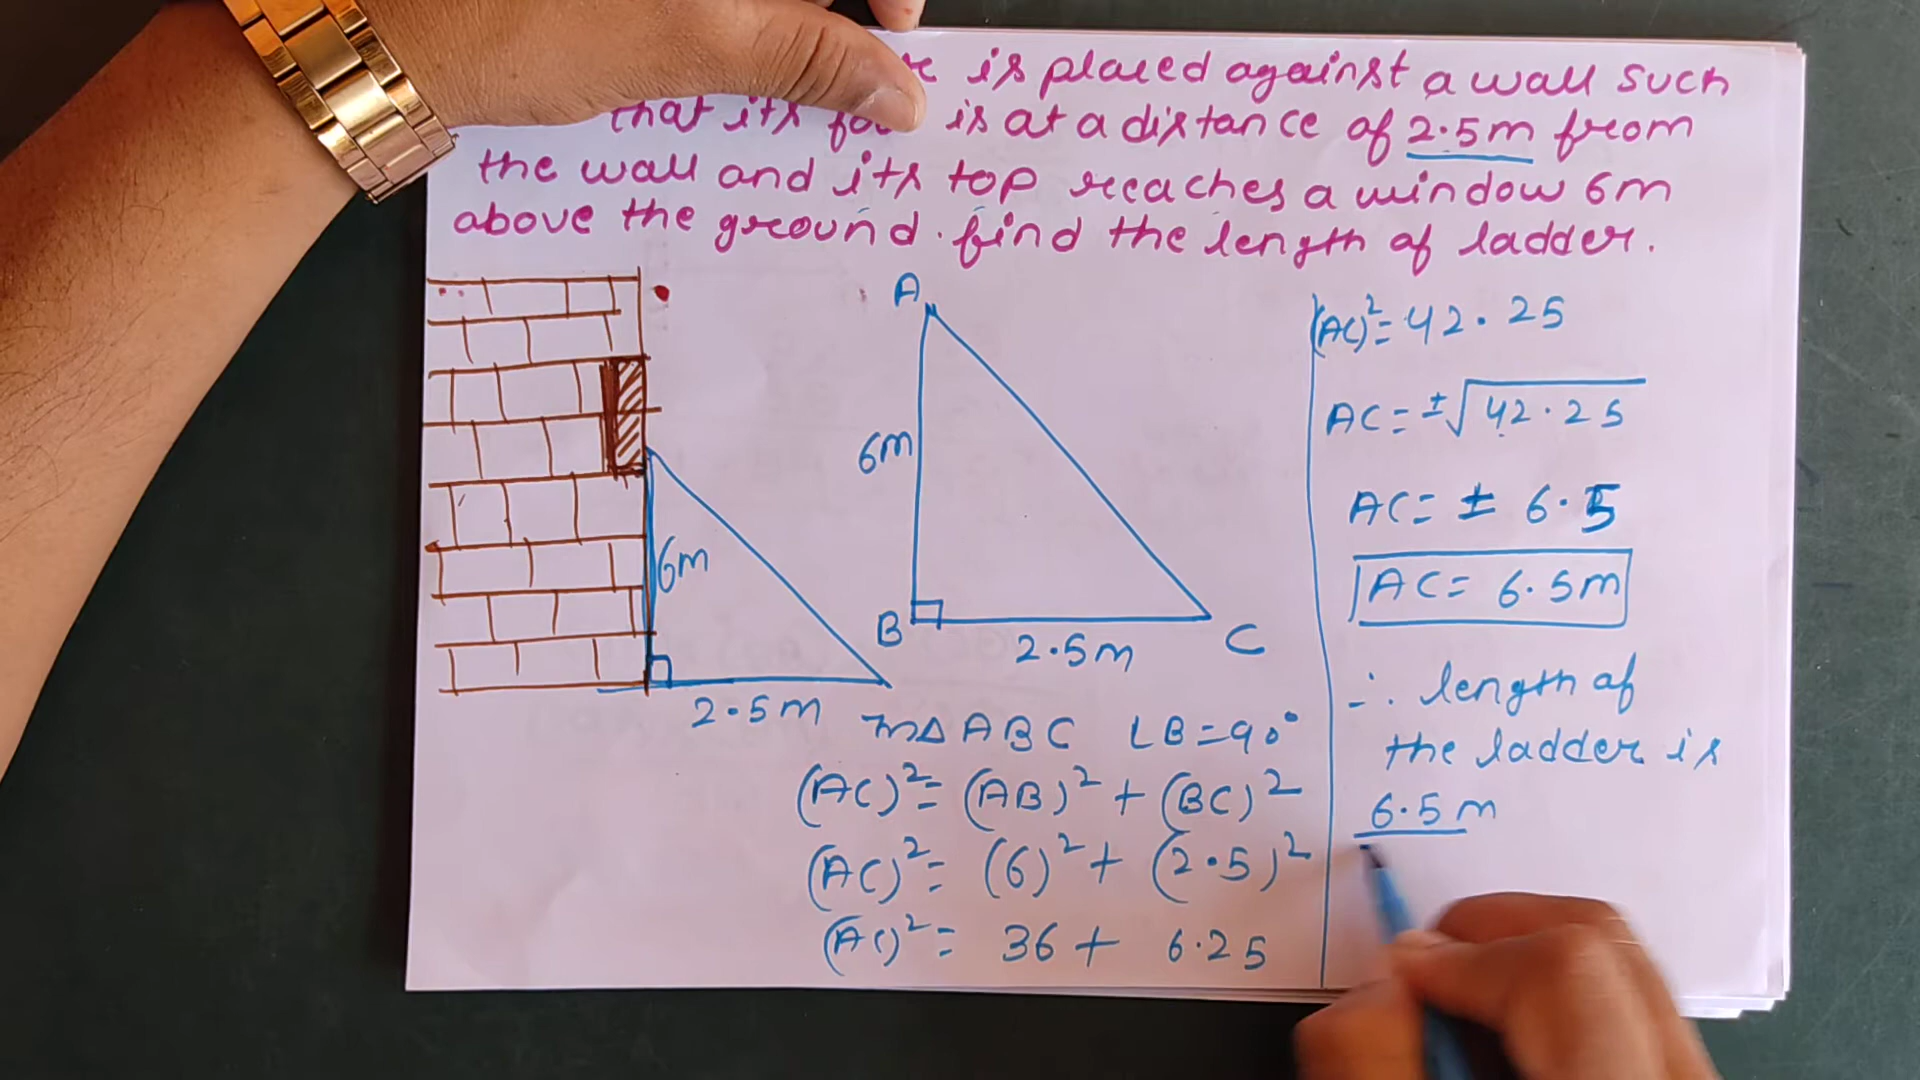 is placed against a wall such
that its foot is at a distance of 2.5m from
the wall and its top reaches a window 6m
above the ground. find the length of ladder.
6m
2.5m
A
6m
B
2.5m
C
In △ ABC ∠B=90°
(AC)² = (AB)² + (BC)²
(AC)² = (6)² + (2.5)²
(AC)² = 36 + 6.25
(AC)² = 42.25
AC = ±√42.25
AC = ± 6.5
AC = 6.5m
∴ length of
the ladder is
6.5m